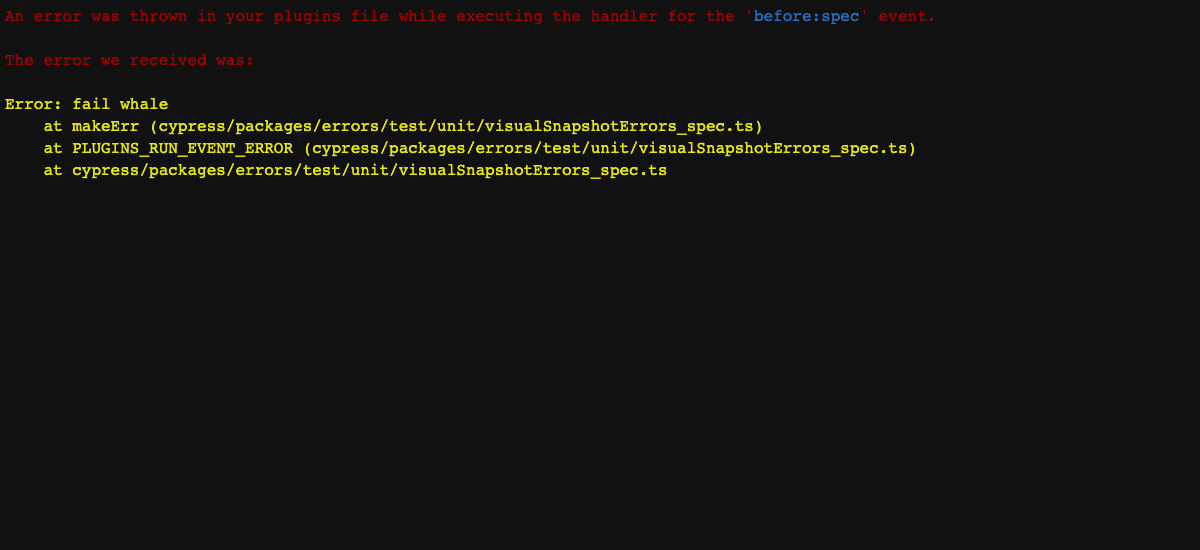 An error was thrown in your plugins file while executing the handler for the 'before:spec' event.
The error we received was:
Error: fail whale
at makeErr (cypress/packages/errors/test/unit/visualSnapshotErrors_spec.ts)
at PLUGINS_RUN_EVENT_ERROR (cypress/packages/errors/test/unit/visualSnapshotErrors_spec.ts)
at cypress/packages/errors/test/unit/visualSnapshotErrors_spec.ts